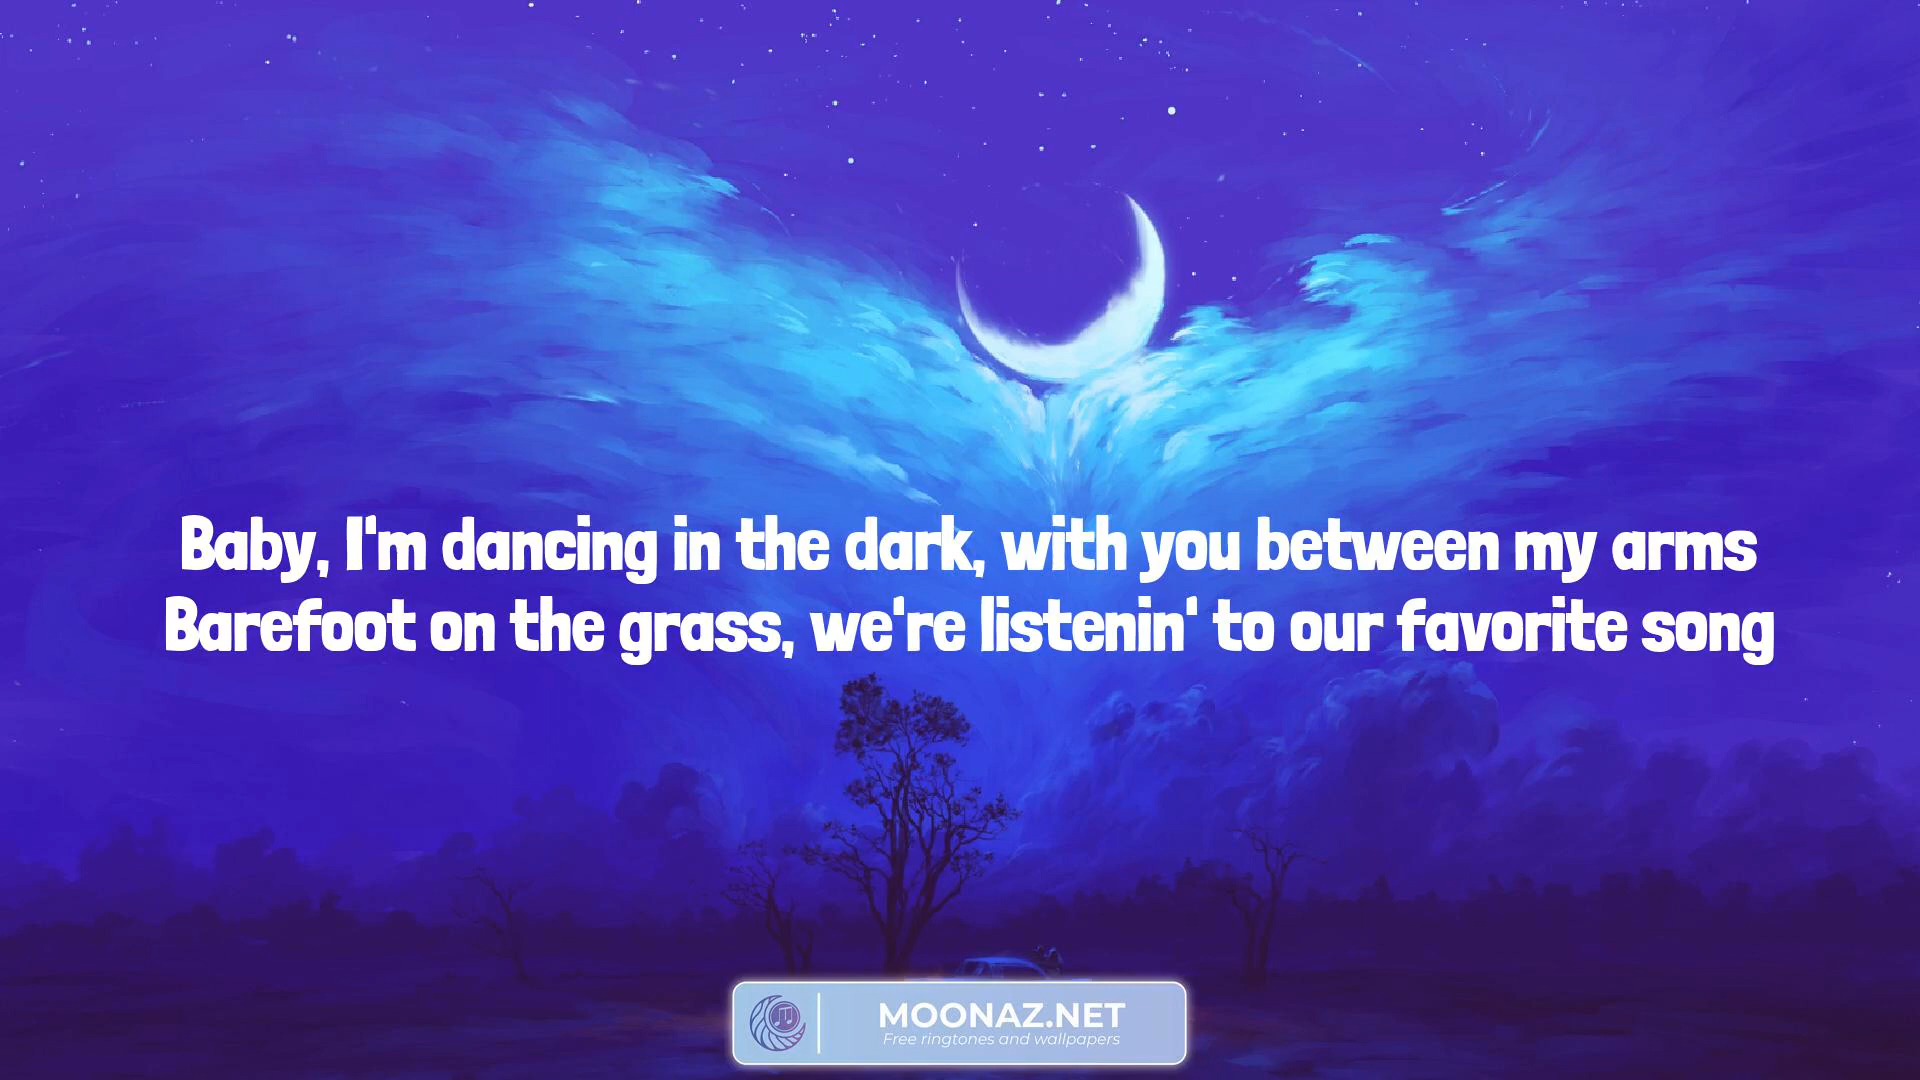 Baby, I'm dancing in the dark, with you between my arms
Barefoot on the grass, we're listenin' to our favorite song
MOONAZ.NET
Free ringtones and wallpapers